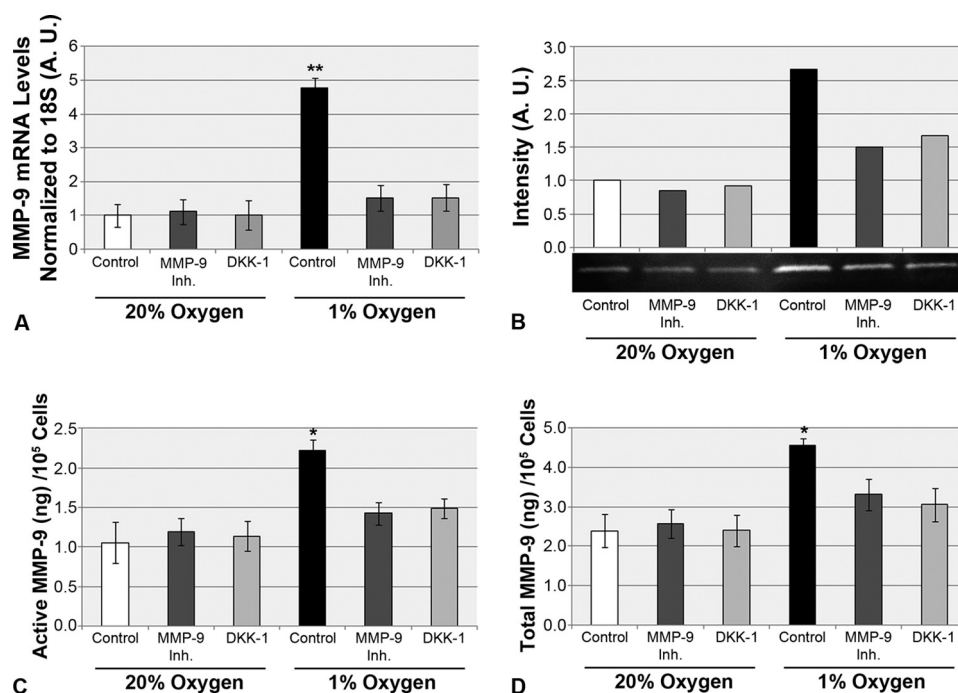 MMP-9 mRNA Levels
Normalized to 18S (A. U.)
6
5
4
3
2
1
0
**
Control
MMP-9
Inh.
DKK-1
Control
MMP-9
Inh.
DKK-1
20% Oxygen
1% Oxygen
A
Intensity (A. U.)
3.0
2.5
2.0
1.5
1.0
0.5
0.0
Control
MMP-9
Inh.
DKK-1
Control
MMP-9
Inh.
DKK-1
20% Oxygen
1% Oxygen
B
Active MMP-9 (ng) /10⁵ Cells
2.5
2.0
1.5
1.0
0.5
0.0
*
Control
MMP-9
Inh.
DKK-1
Control
MMP-9
Inh.
DKK-1
20% Oxygen
1% Oxygen
C
Total MMP-9 (ng) /10⁵ Cells
5.0
4.0
3.0
2.0
1.0
0.0
*
Control
MMP-9
Inh.
DKK-1
Control
MMP-9
Inh.
DKK-1
20% Oxygen
1% Oxygen
D